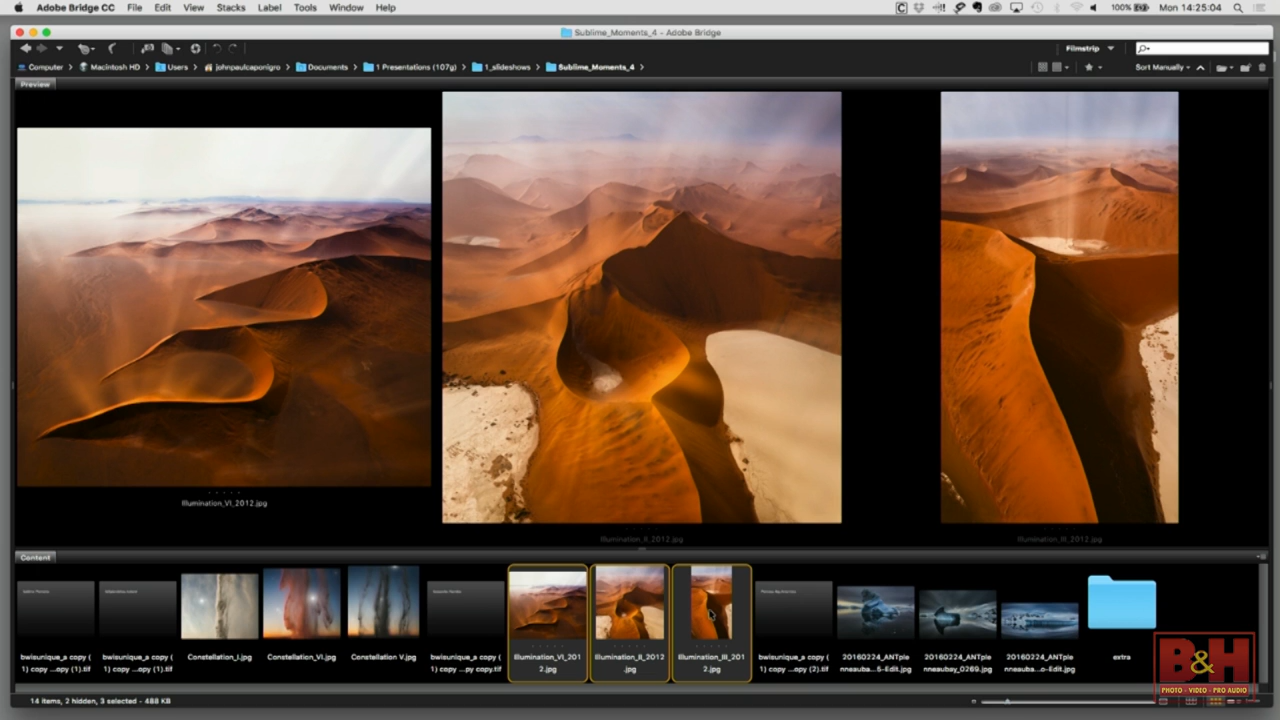 Adobe Bridge CC File Edit View Stacks Label Tools Window Help 100% Mon 14:25:04
Sublime_Moments_4 – Adobe Bridge
Filmstrip
Computer Macintosh HD Users johnpaulcaponigro Documents 1 Presentations (107g) 1_slideshows Sublime_Moments_4 Sort Manually
Preview
Illumination_VI_2012.jpg
Illumination_II_2012.jpg
Illumination_III_2012.jpg
Content
bwisunique_a copy (
1) copy ...opy (1).tif
bwisunique_a copy (
1) copy ...opy (1).tif
Constellation_I.jpg
Constellation_VI.jpg
Constellation V.jpg
bwisunique_a copy (
1) copy ...a copy.tif
Illumination_VI_201
2.jpg
Illumination_II_2012
.jpg
Illumination_III_201
2.jpg
bwisunique_a copy (
1) copy ...opy (2).tif
20160224_ANTple
nneauba...5-Edit.jpg
20160224_ANTple
nneaubay_0269.jpg
20160224_ANTple
nneauba...o-Edit.jpg
extra
B&H
PHOTO - VIDEO - PRO AUDIO
14 items, 2 hidden, 3 selected - 488 KB